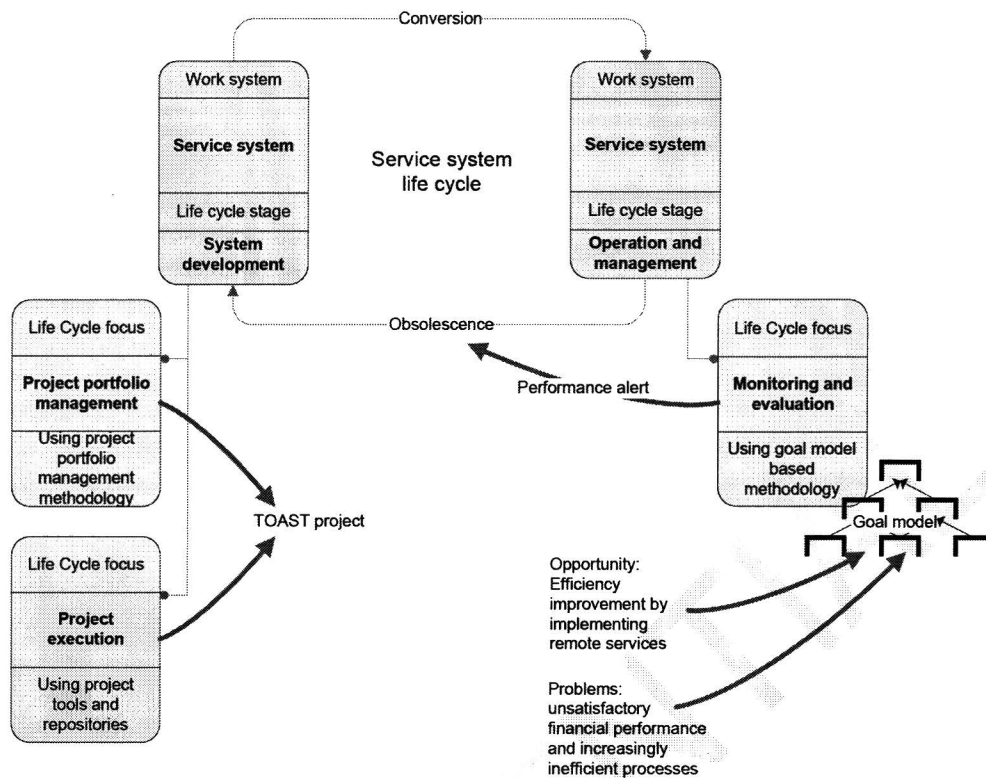 Conversion
Work system
Service system
Life cycle stage
System
development
Service system
life cycle
Work system
Service system
Life cycle stage
Operation and
management
Obsolescence
Life Cycle focus
Project portfolio
management
Using project
portfolio
management
methodology
Performance alert
Life Cycle focus
Monitoring and
evaluation
Using goal model
based
methodology
Goal model
TOAST project
Life Cycle focus
Project
execution
Using project
tools and
repositories
Opportunity:
Efficiency
improvement by
implementing
remote services
Problems:
unsatisfactory
financial performance
and increasingly
inefficient processes